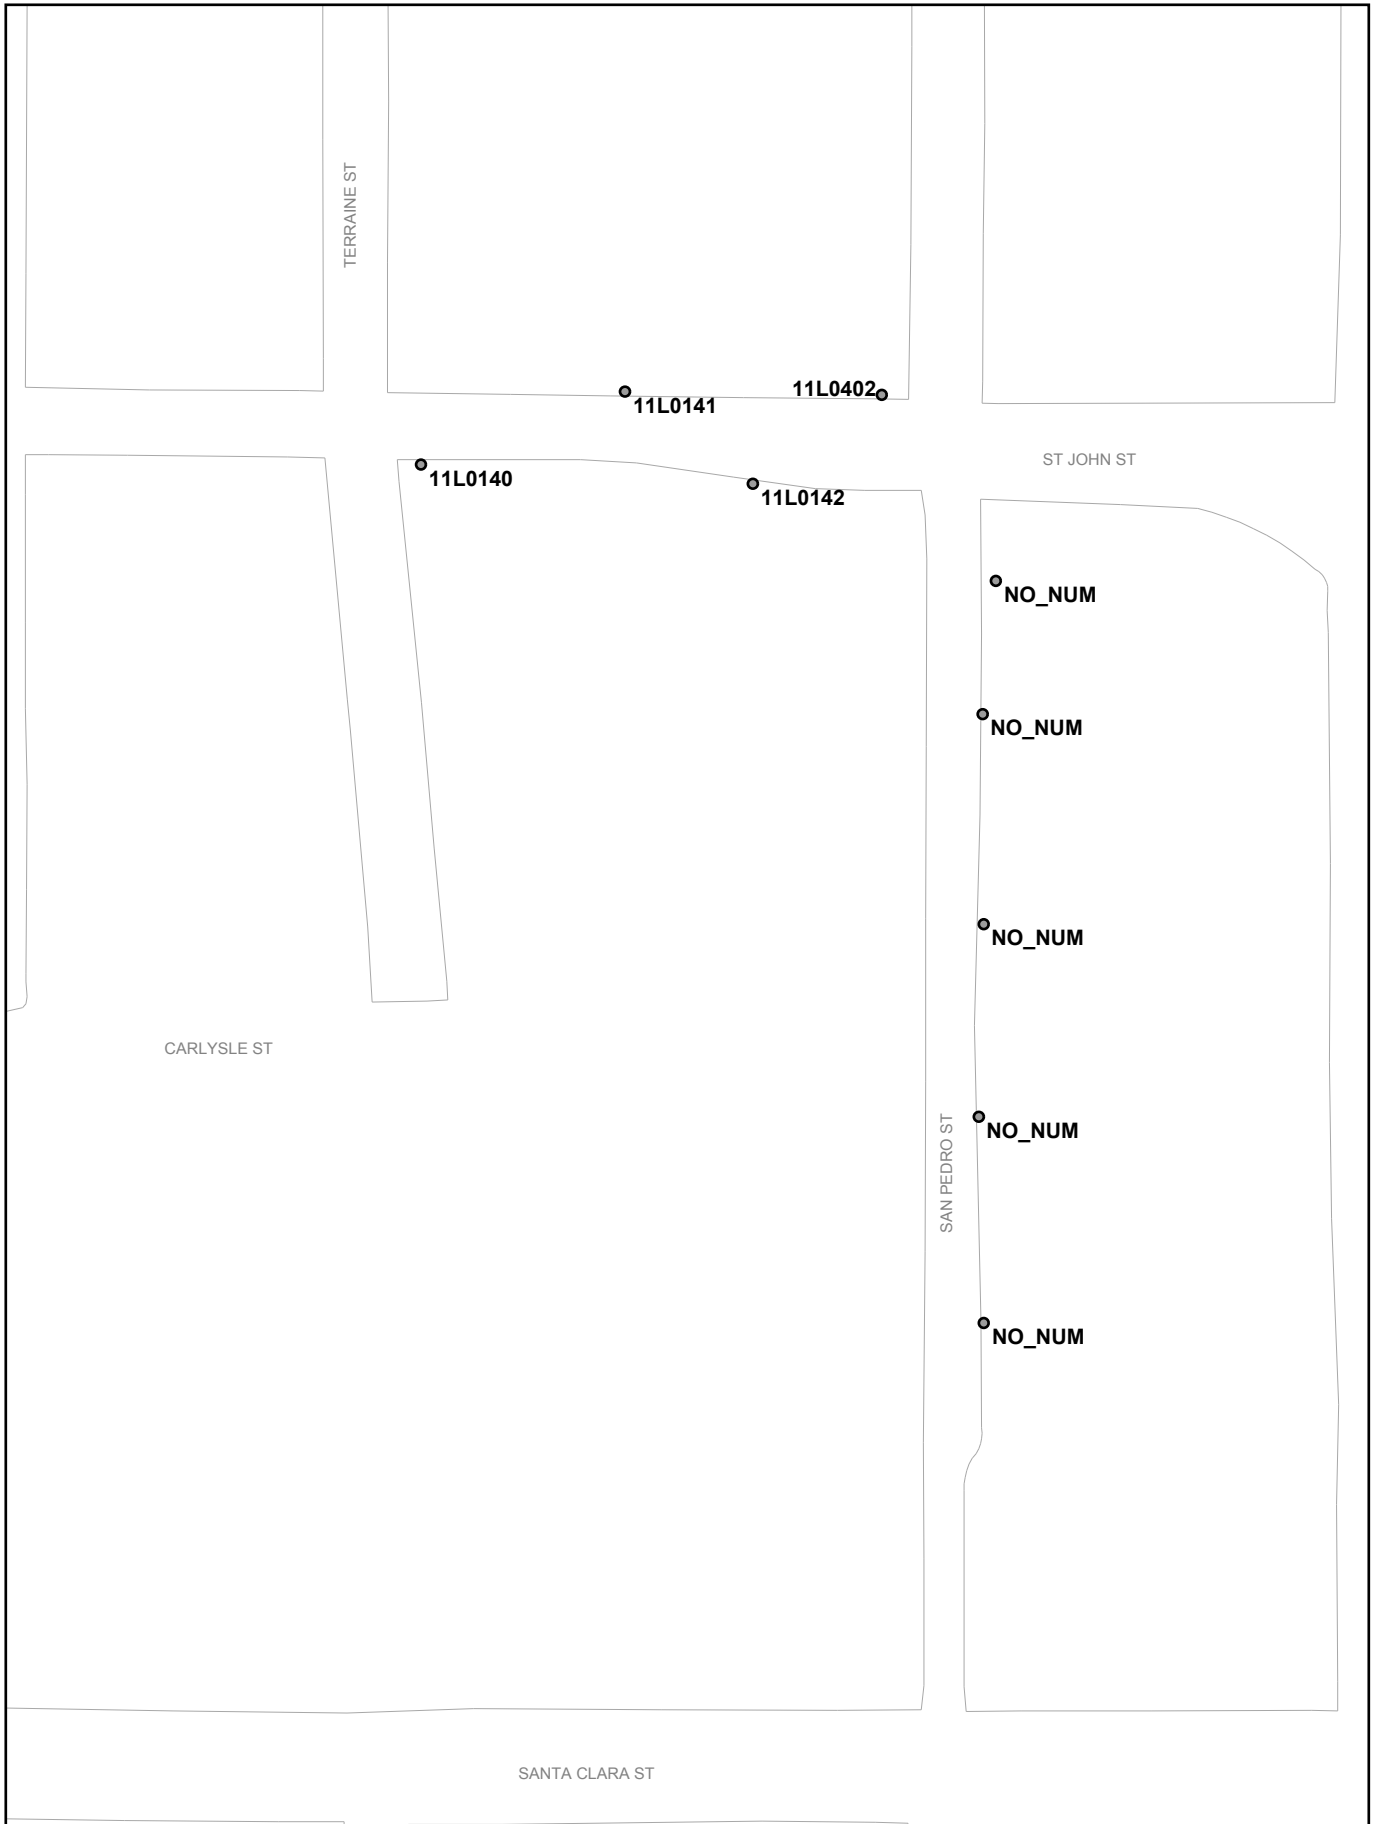 TERRAINE ST
11L0402
11L0141
ST JOHN ST
11L0140
11L0142
NO_NUM
NO_NUM
NO_NUM
CARLYSLE ST
NO_NUM
SAN PEDRO ST
NO_NUM
SANTA CLARA ST